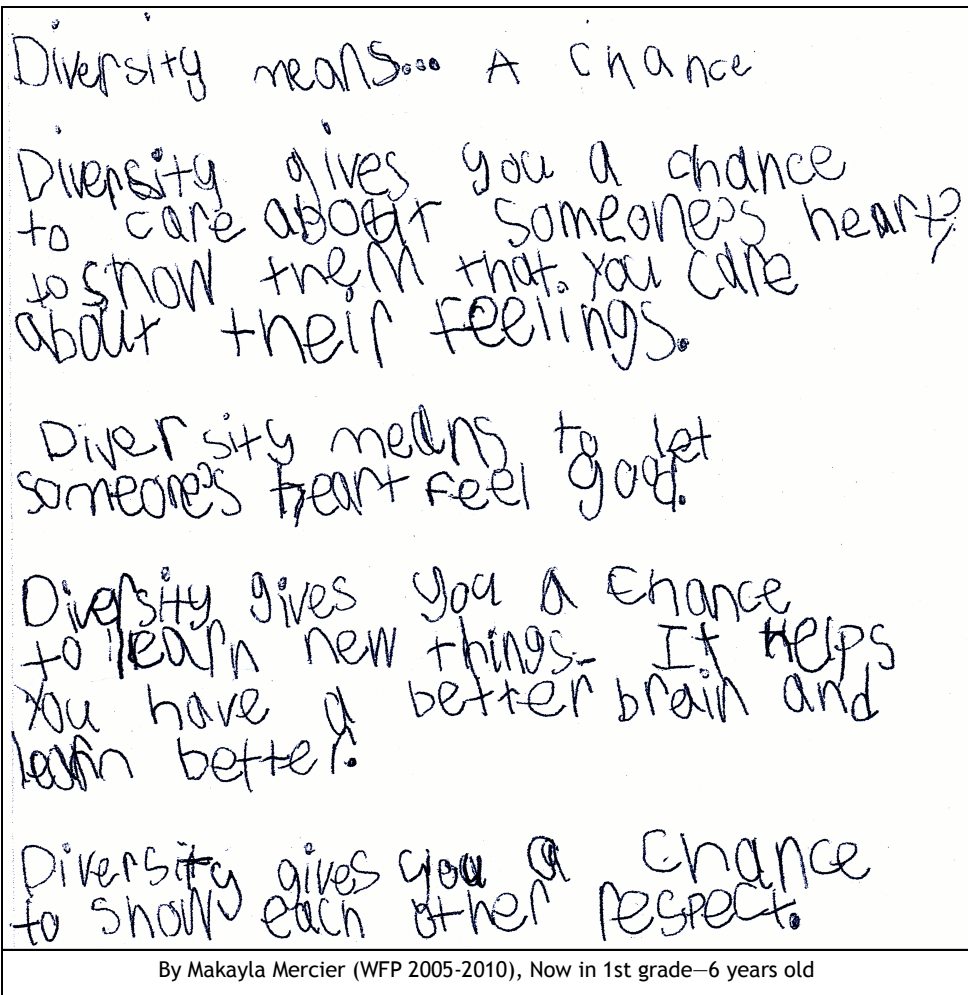 Diversity means... A chance
Diversity gives you a chance
to care about someone's heart,
to show them that you care
about their feelings.
Diversity means to let
someone's heart feel good.
Diversity gives you a chance
to learn new things. It helps
you have a better brain and
learn better.
Diversity gives you a chance
to show each other respect.
By Makayla Mercier (WFP 2005-2010), Now in 1st grade—6 years old